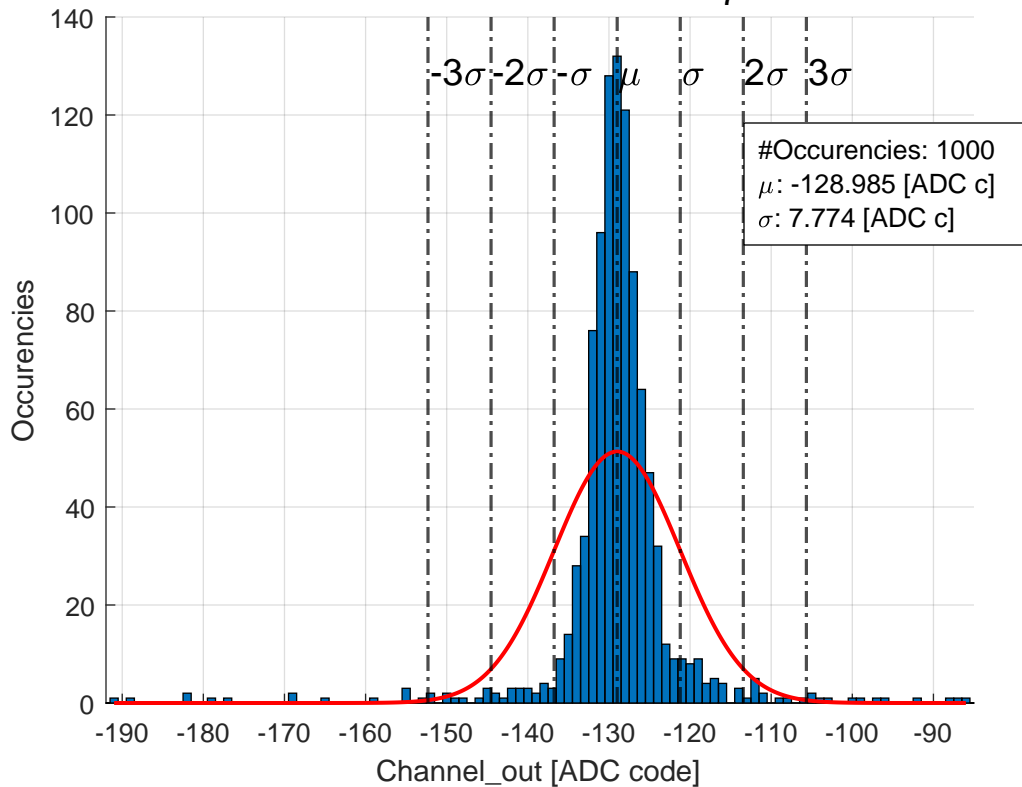 140
120
100
80
60
40
20
0
-3σ -2σ -σ μ σ 2σ 3σ
#Occurencies: 1000
μ: -128.985 [ADC c]
σ: 7.774 [ADC c]
Occurencies
-190 -180 -170 -160 -150 -140 -130 -120 -110 -100 -90
Channel_out [ADC code]